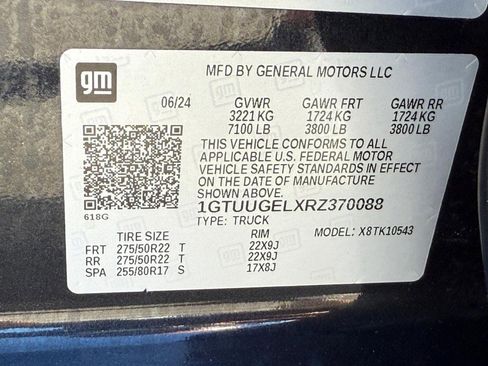 gm
MFD BY GENERAL MOTORS LLC
06/24 GVWR GAWR FRT GAWR RR
3221 KG 1724 KG 1724 KG
7100 LB 3800 LB 3800 LB
THIS VEHICLE CONFORMS TO ALL
APPLICABLE U.S. FEDERAL MOTOR
VEHICLE SAFETY STANDARDS IN EFFECT
ON THE DATE OF MANUFACTURE
SHOWN ABOVE.
1GTUUGELXRZ370088
618G
TYPE: TRUCK MODEL: X8TK10543
TIRE SIZE RIM
FRT 275/50R22 T 22X9J
RR 275/50R22 T 22X9J
SPA 255/80R17 S 17X8J